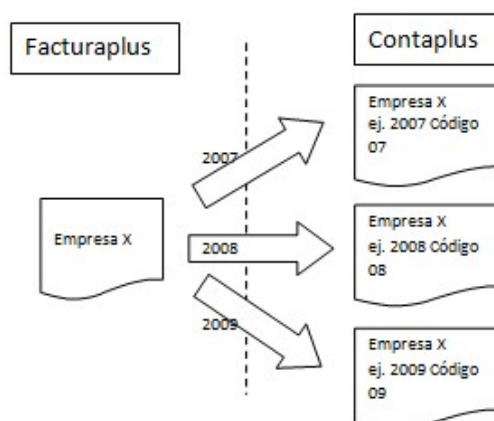 Facturaplus
Contaplus
Empresa X
2007
2008
2009
Empresa X
ej. 2007 Código
07
Empresa X
ej. 2008 Código
08
Empresa X
ej. 2009 Código
09